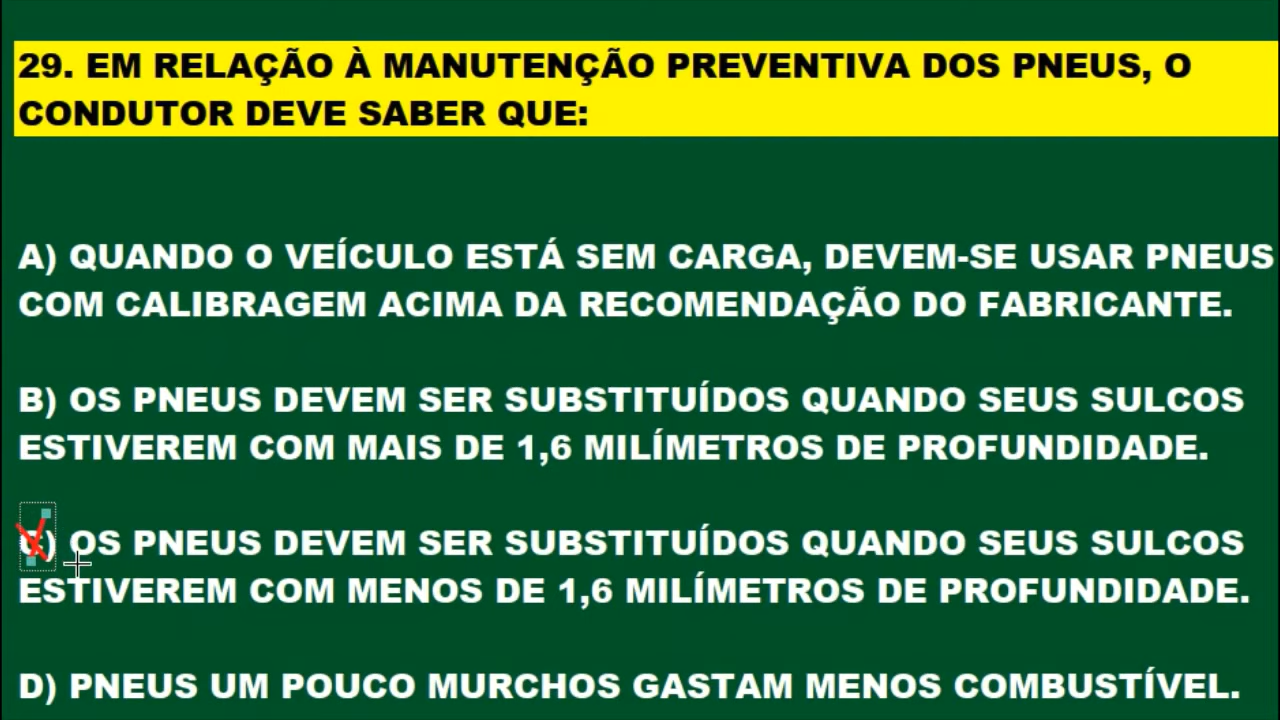 29. EM RELAÇÃO À MANUTENÇÃO PREVENTIVA DOS PNEUS, O
CONDUTOR DEVE SABER QUE:
A) QUANDO O VEÍCULO ESTÁ SEM CARGA, DEVEM-SE USAR PNEUS
COM CALIBRAGEM ACIMA DA RECOMENDAÇÃO DO FABRICANTE.
B) OS PNEUS DEVEM SER SUBSTITUÍDOS QUANDO SEUS SULCOS
ESTIVEREM COM MAIS DE 1,6 MILÍMETROS DE PROFUNDIDADE.
C) OS PNEUS DEVEM SER SUBSTITUÍDOS QUANDO SEUS SULCOS
ESTIVEREM COM MENOS DE 1,6 MILÍMETROS DE PROFUNDIDADE.
D) PNEUS UM POUCO MURCHOS GASTAM MENOS COMBUSTÍVEL.